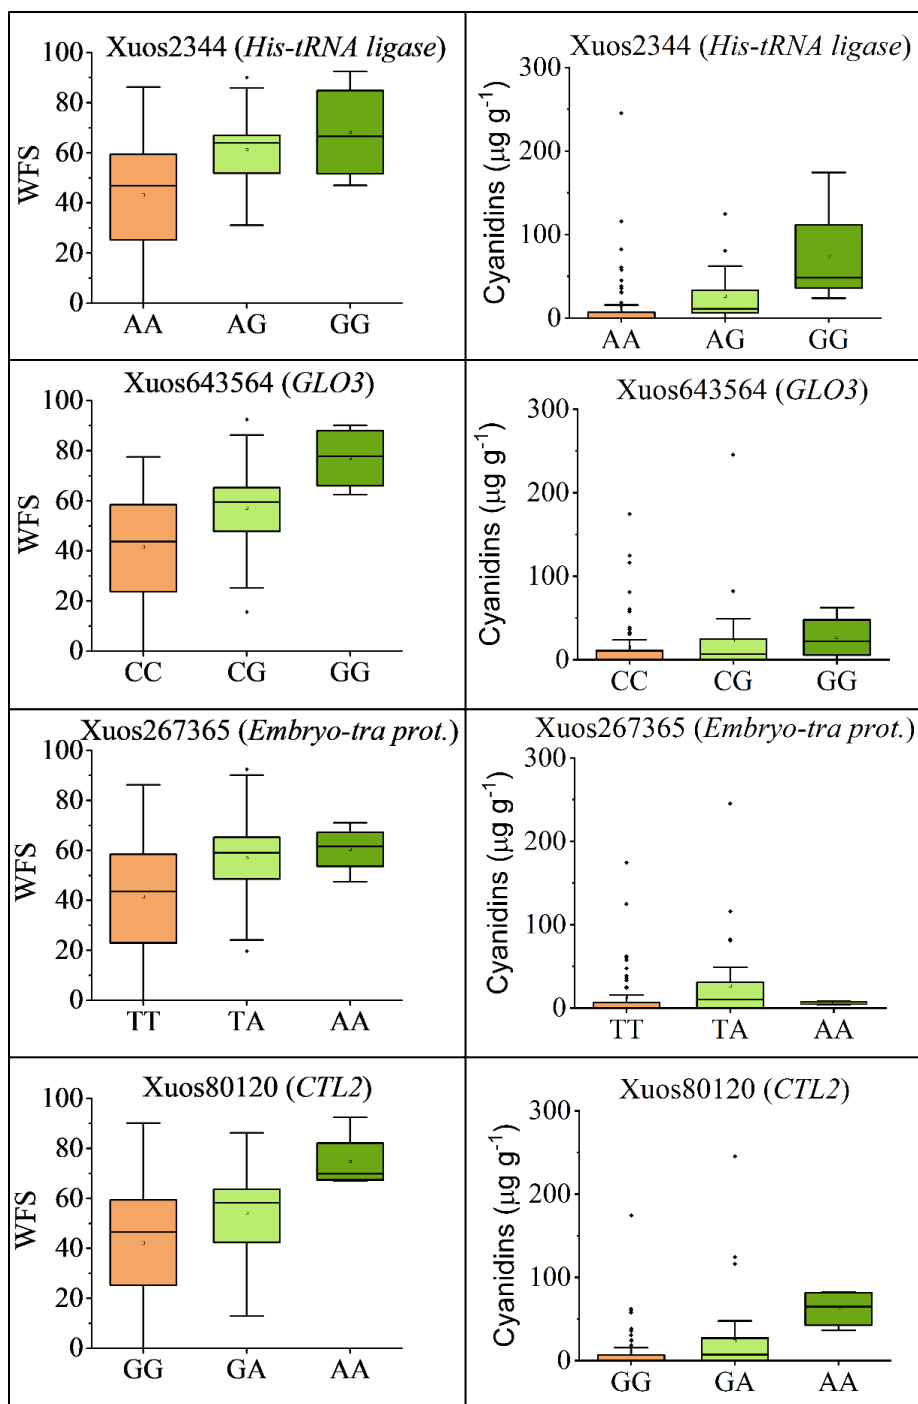 Xuos2344 (His-tRNA ligase)
WFS
100
80
60
40
20
0
AA AG GG
Xuos2344 (His-tRNA ligase)
Cyanidins (µg g⁻¹)
300
200
100
0
AA AG GG
Xuos643564 (GLO3)
WFS
100
80
60
40
20
0
CC CG GG
Xuos643564 (GLO3)
Cyanidins (µg g⁻¹)
300
200
100
0
CC CG GG
Xuos267365 (Embryo-tra prot.)
WFS
100
80
60
40
20
0
TT TA AA
Xuos267365 (Embryo-tra prot.)
Cyanidins (µg g⁻¹)
300
200
100
0
TT TA AA
Xuos80120 (CTL2)
WFS
100
80
60
40
20
0
GG GA AA
Xuos80120 (CTL2)
Cyanidins (µg g⁻¹)
300
200
100
0
GG GA AA